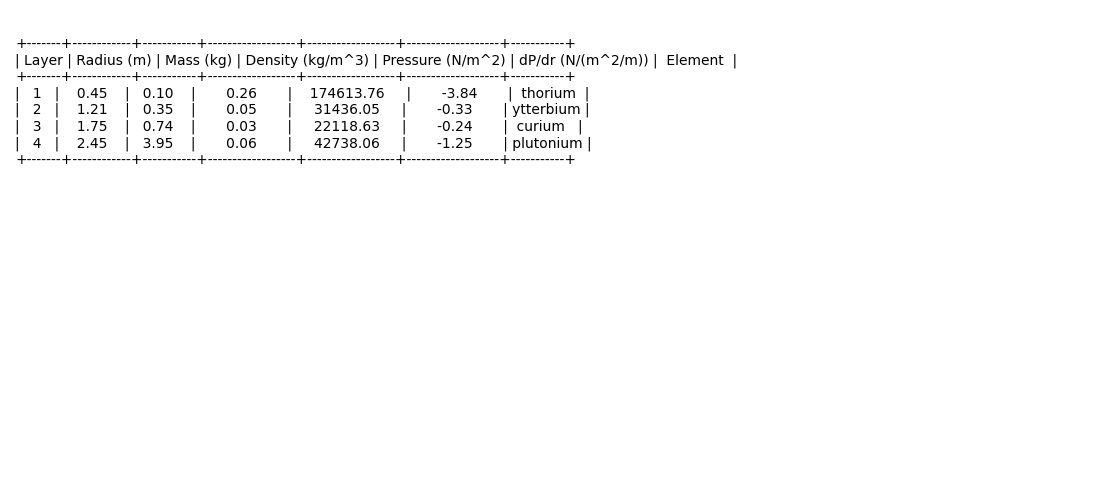 +-------+-------------+-----------+-------------------+-------------------+--------------------+-----------+
| Layer | Radius (m) | Mass (kg) | Density (kg/m^3) | Pressure (N/m^2) | dP/dr (N/(m^2/m)) | Element |
+-------+-------------+-----------+-------------------+-------------------+--------------------+-----------+
| 1 | 0.45 | 0.10 | 0.26 | 174613.76 | -3.84 | thorium |
| 2 | 1.21 | 0.35 | 0.05 | 31436.05 | -0.33 | ytterbium |
| 3 | 1.75 | 0.74 | 0.03 | 22118.63 | -0.24 | curium |
| 4 | 2.45 | 3.95 | 0.06 | 42738.06 | -1.25 | plutonium |
+-------+-------------+-----------+-------------------+-------------------+--------------------+-----------+